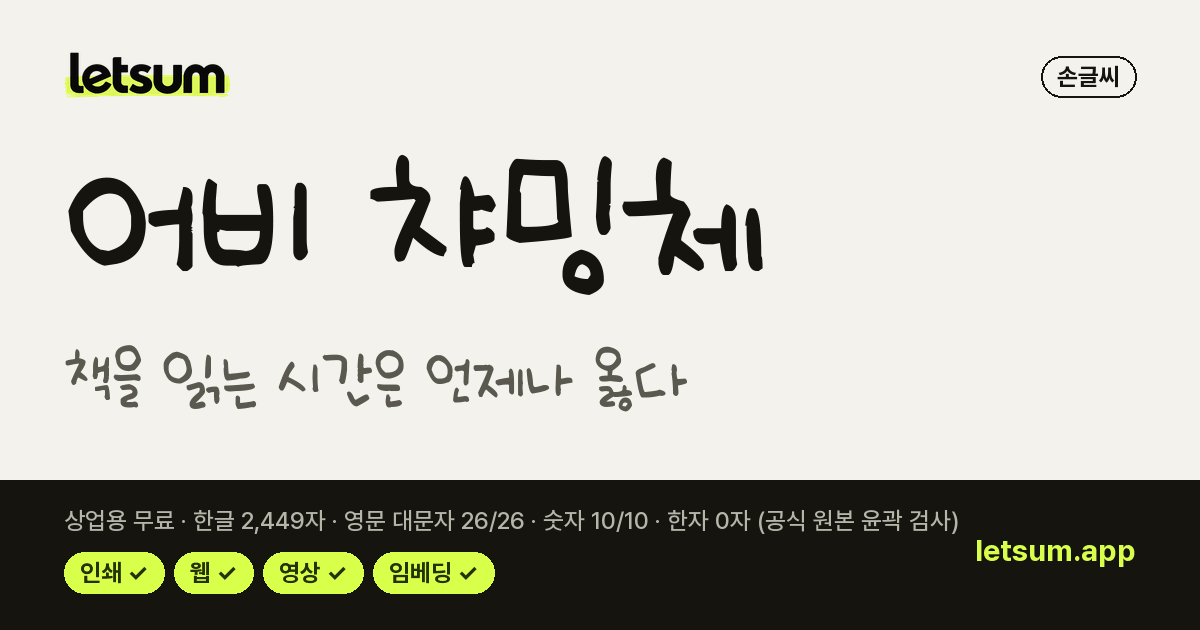 letsum
손글씨
어비 챠밍체
책을 읽는 시간은 언제나 옳다
상업용 무료 · 한글 2,449자 · 영문 대문자 26/26 · 숫자 10/10 · 한자 0자 (공식 원본 윤곽 검사)
인쇄 ✓ 웹 ✓ 영상 ✓ 임베딩 ✓
letsum.app